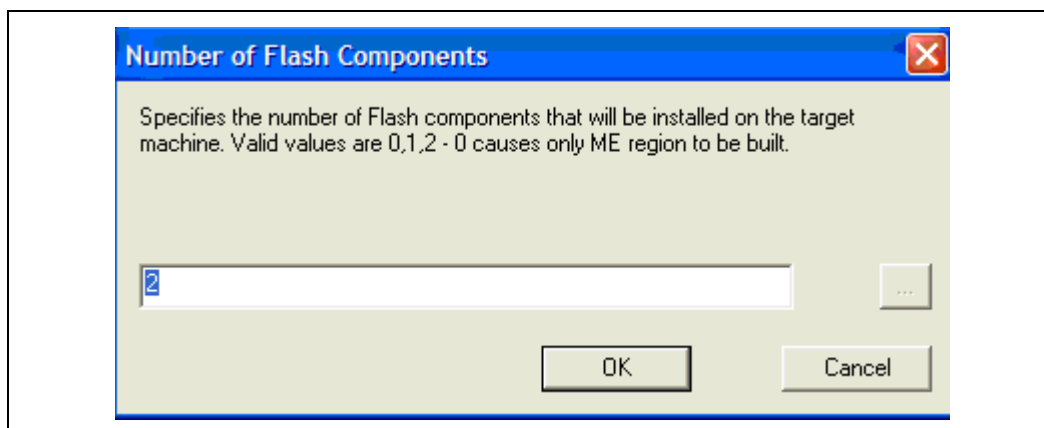 Number of Flash Components
Specifies the number of Flash components that will be installed on the target
machine. Valid values are 0,1,2 - 0 causes only ME region to be built.
2
...
OK
Cancel